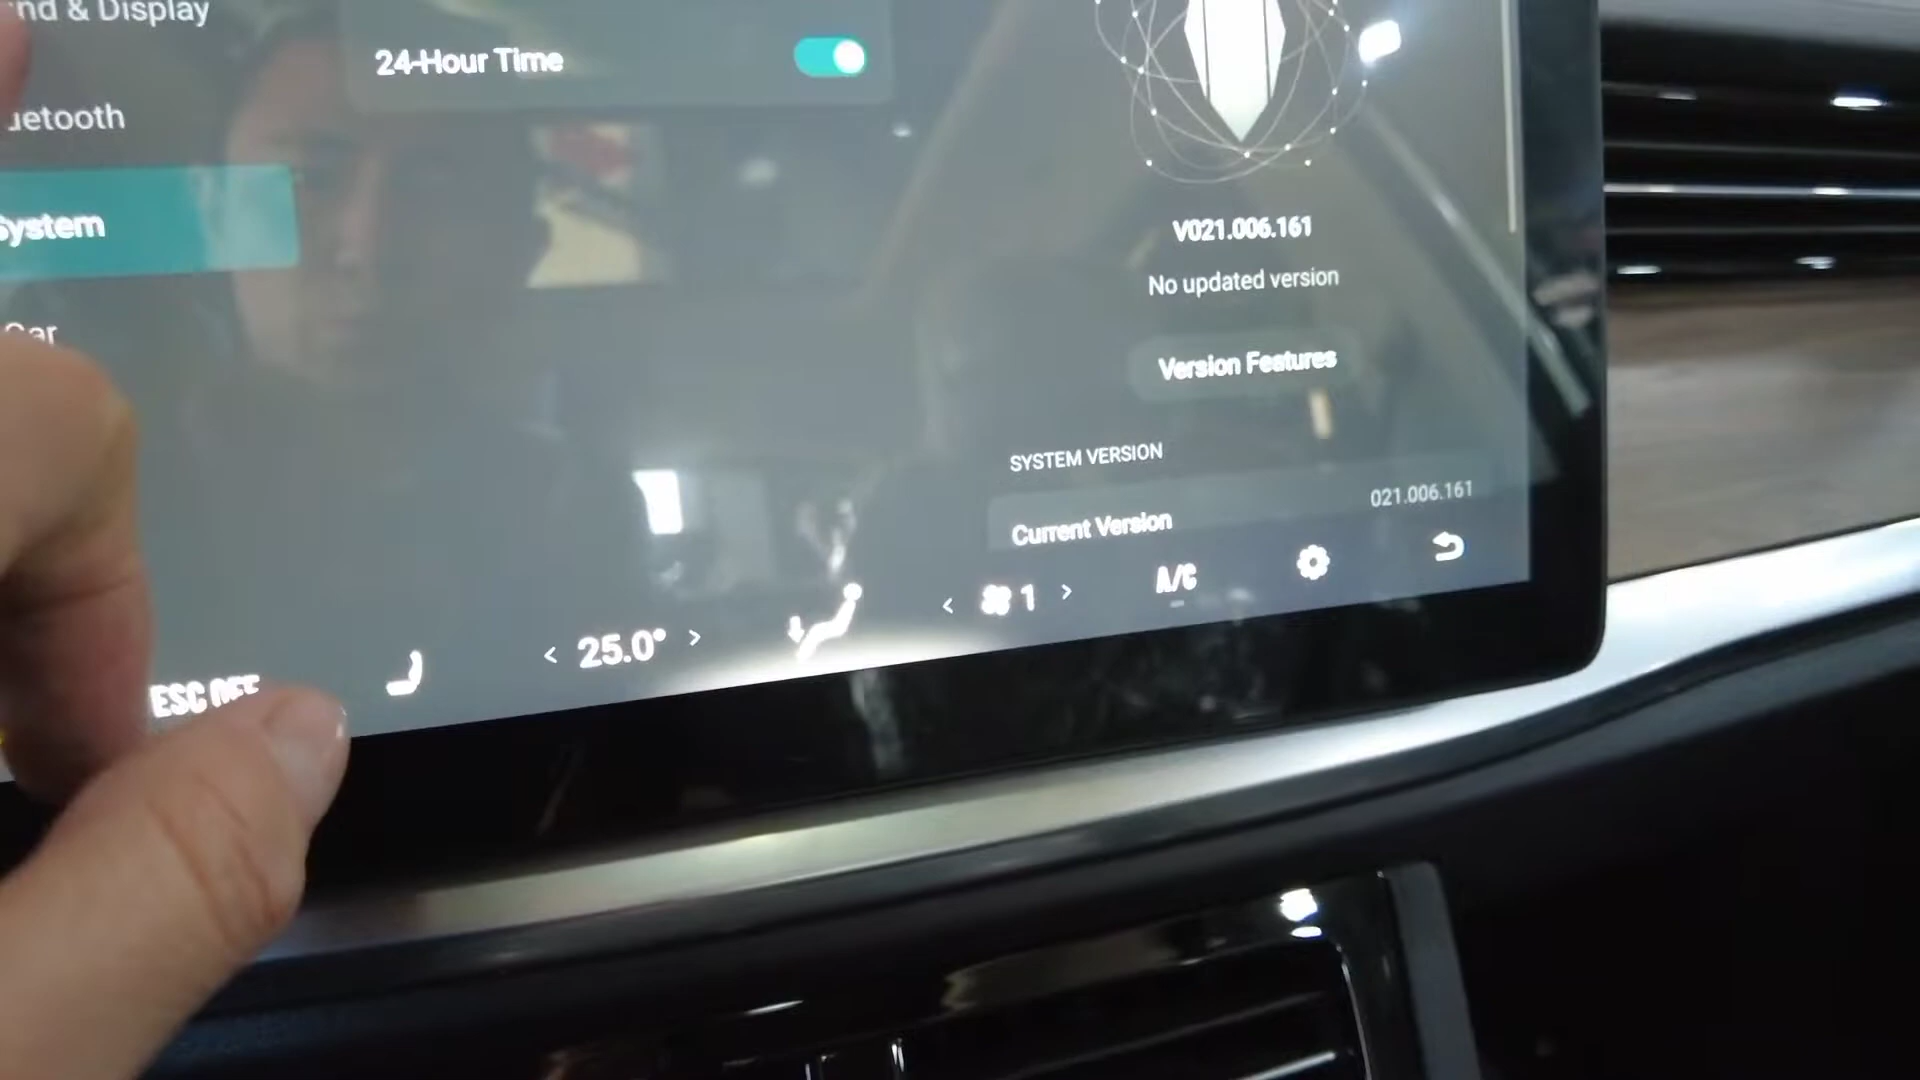 nd & Display
24-Hour Time
uetooth
System
V021.006.161
No updated version
Car
Version Features
SYSTEM VERSION
Current Version
021.006.161
ESC OFF
< 25.0° >
< 1 >
A/C